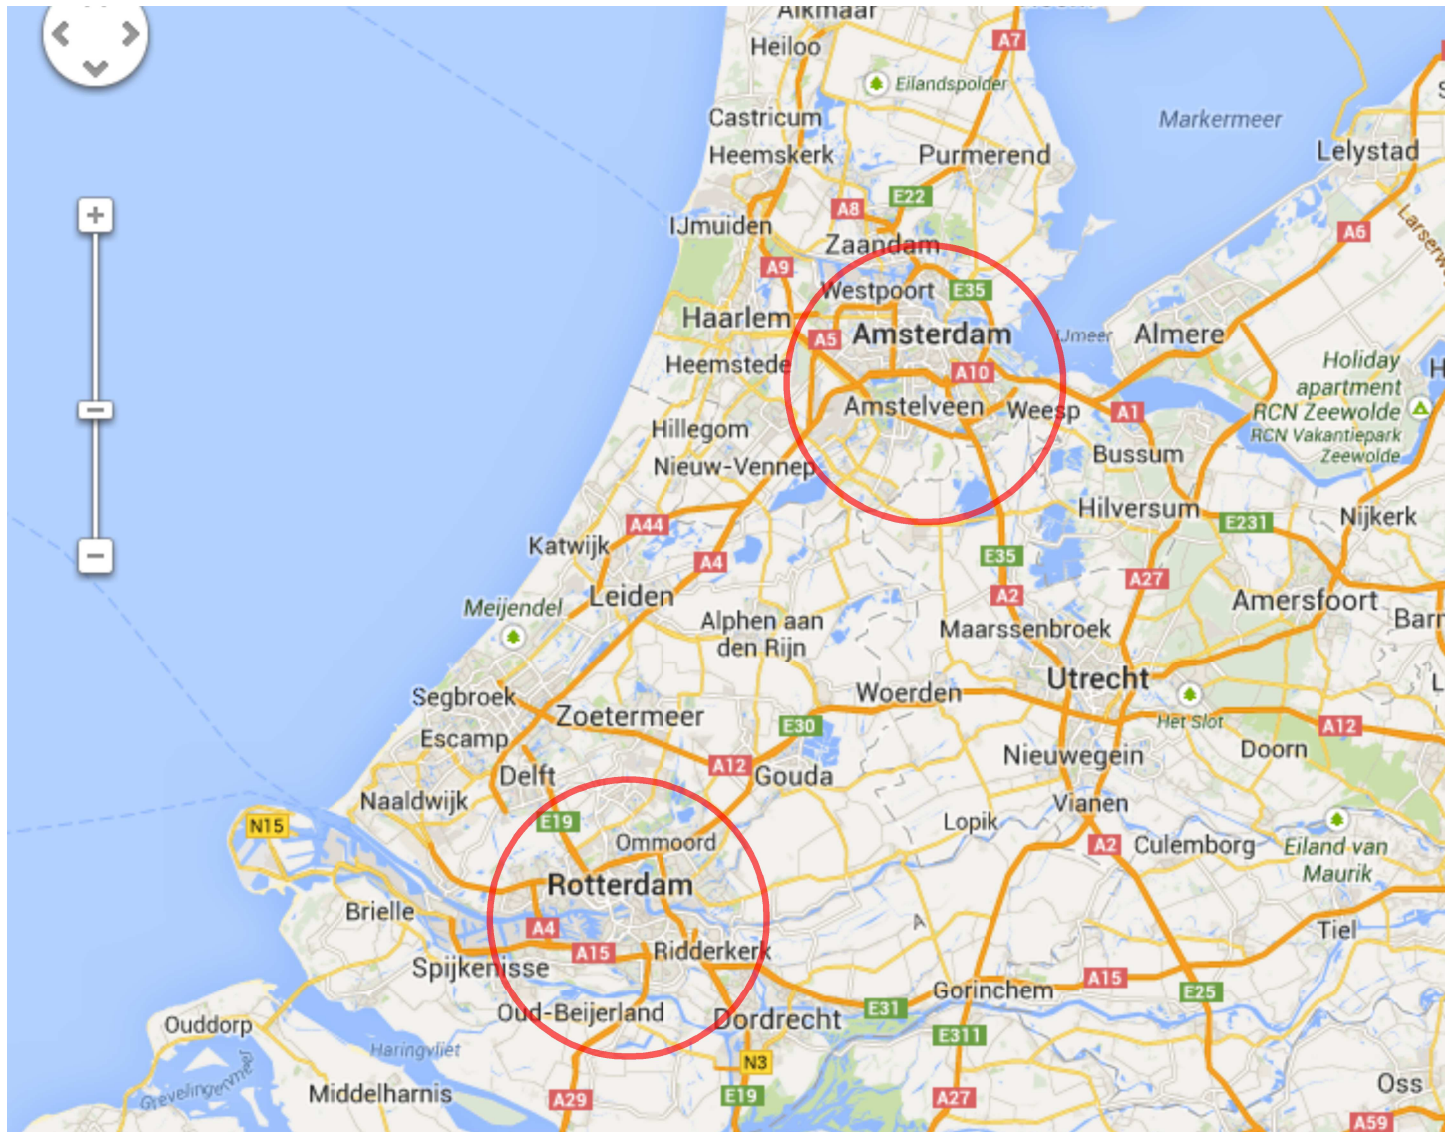 Alkmaar
A7
Heiloo
Eilandspolder
Castricum
Markermeer
Heemskerk
Purmerend
Lelystad
E22
A8
IJmuiden
Zaandam
A6
A9
Westpoort
E35
Haarlem
Amsterdam
IJmeer
Almere
A5
Heemstede
A10
Holiday
apartment
RCN Zeewolde
RCN Vakantiepark
Zeewolde
H
Amstelveen
Weesp
A1
Hillegom
Bussum
Nieuw-Vennep
Hilversum
E231
Nijkerk
A44
Katwijk
A4
E35
A2
A27
Meijendel
Leiden
Amersfoort
Alphen aan
den Rijn
Maarssenbroek
Barn
Utrecht
Segbroek
Woerden
L
Zoetermeer
E30
Het Slot
A12
Escamp
Doorn
Nieuwegein
A12
Gouda
Delft
Naaldwijk
Vianen
N15
E19
Lopik
Ommoord
A2
Culemborg
Eiland van
Maurik
Rotterdam
Brielle
A4
Tiel
A15
Ridderkerk
Spijkenisse
A15
Gorinchem
E25
Oud-Beijerland
E31
Dordrecht
Ouddorp
E311
Haringvliet
N3
Grevelingenmeer
Middelharnis
A29
E19
A27
Oss
A59